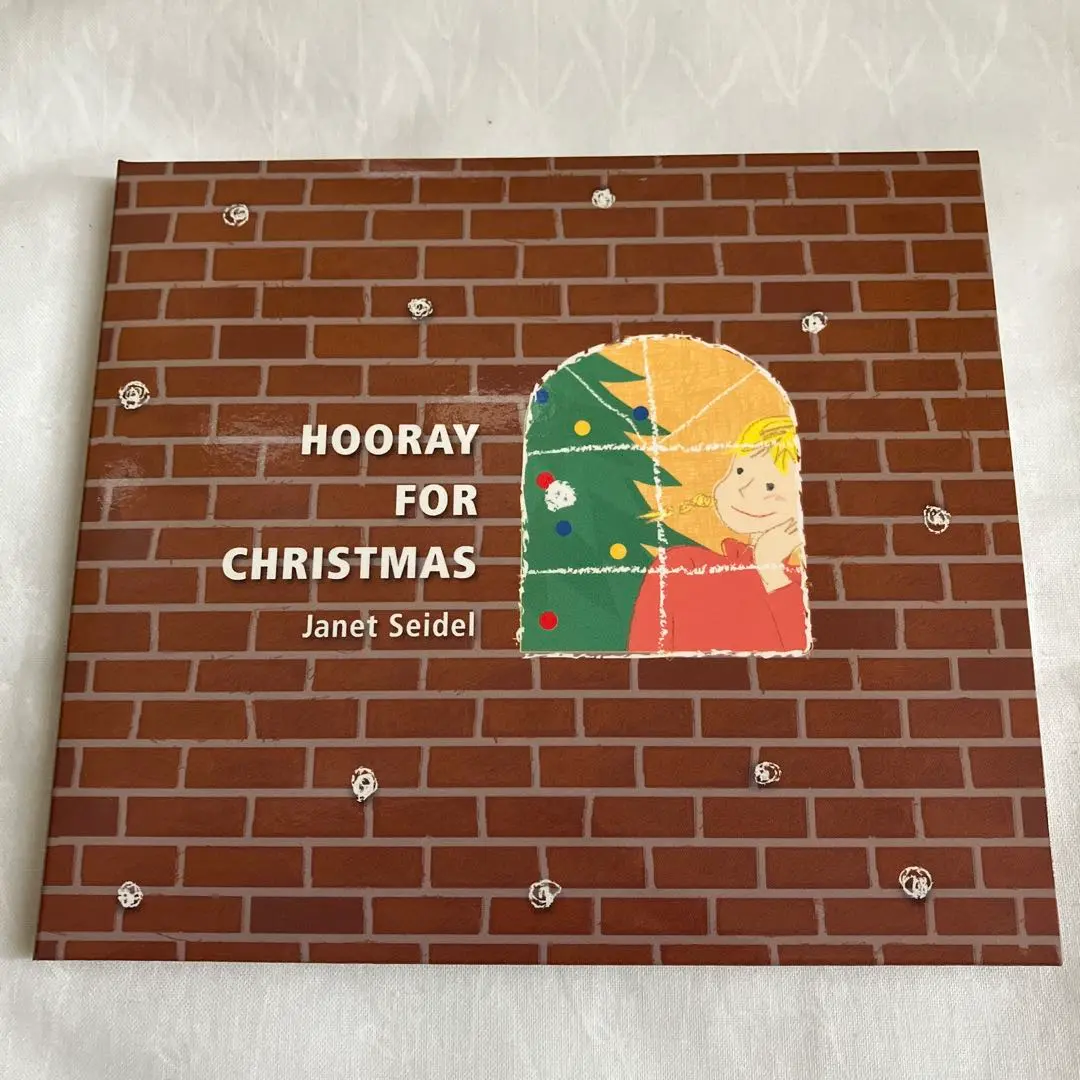 HOORAY
FOR
CHRISTMAS
Janet Seidel